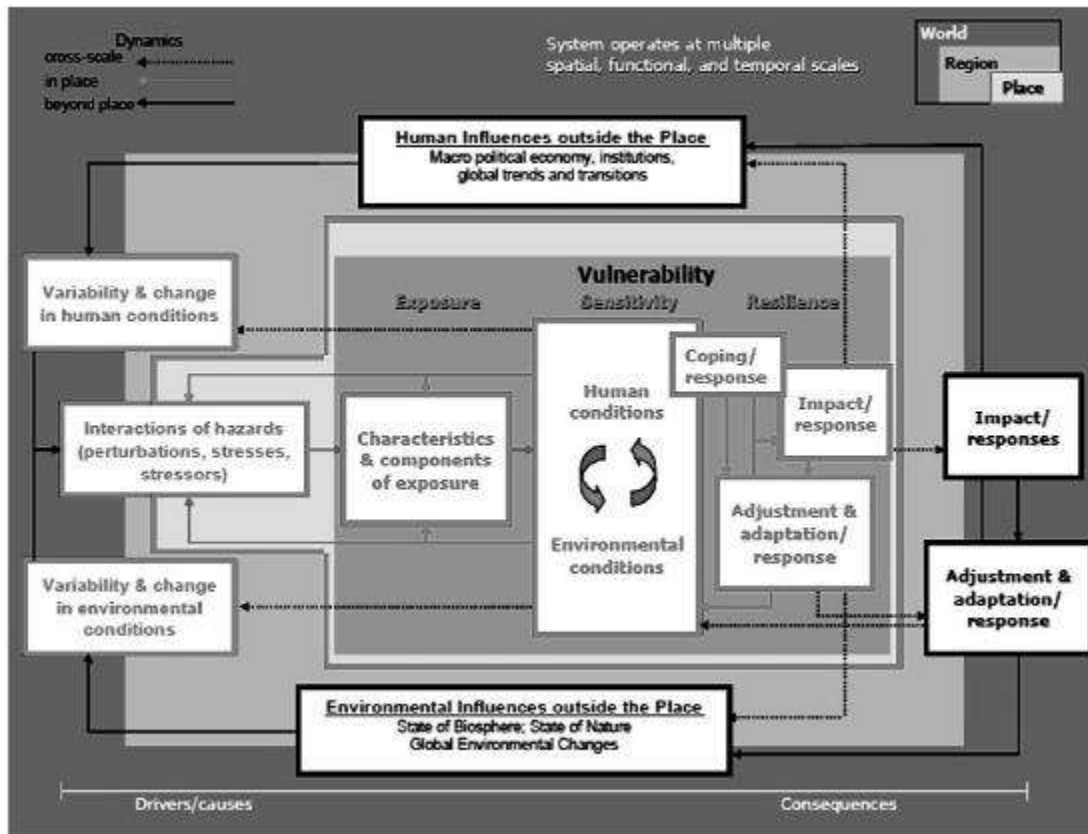 Dynamics
cross-scale
in place
beyond place
System operates at multiple
spatial, functional, and temporal scales
World
Region
Place
Human Influences outside the Place
Macro political economy, institutions,
global trends and transitions
Variability & change
in human conditions
Vulnerability
Exposure
Sensitivity
Resilience
Coping/
response
Human
conditions
Impact/
response
Impact/
responses
Interactions of hazards
(perturbations, stresses,
stressors)
Characteristics
& components
of exposure
Adjustment &
adaptation/
response
Environmental
conditions
Variability & change
in environmental
conditions
Adjustment &
adaptation/
response
Environmental Influences outside the Place
State of Biosphere; State of Nature
Global Environmental Changes
Drivers/causes
Consequences